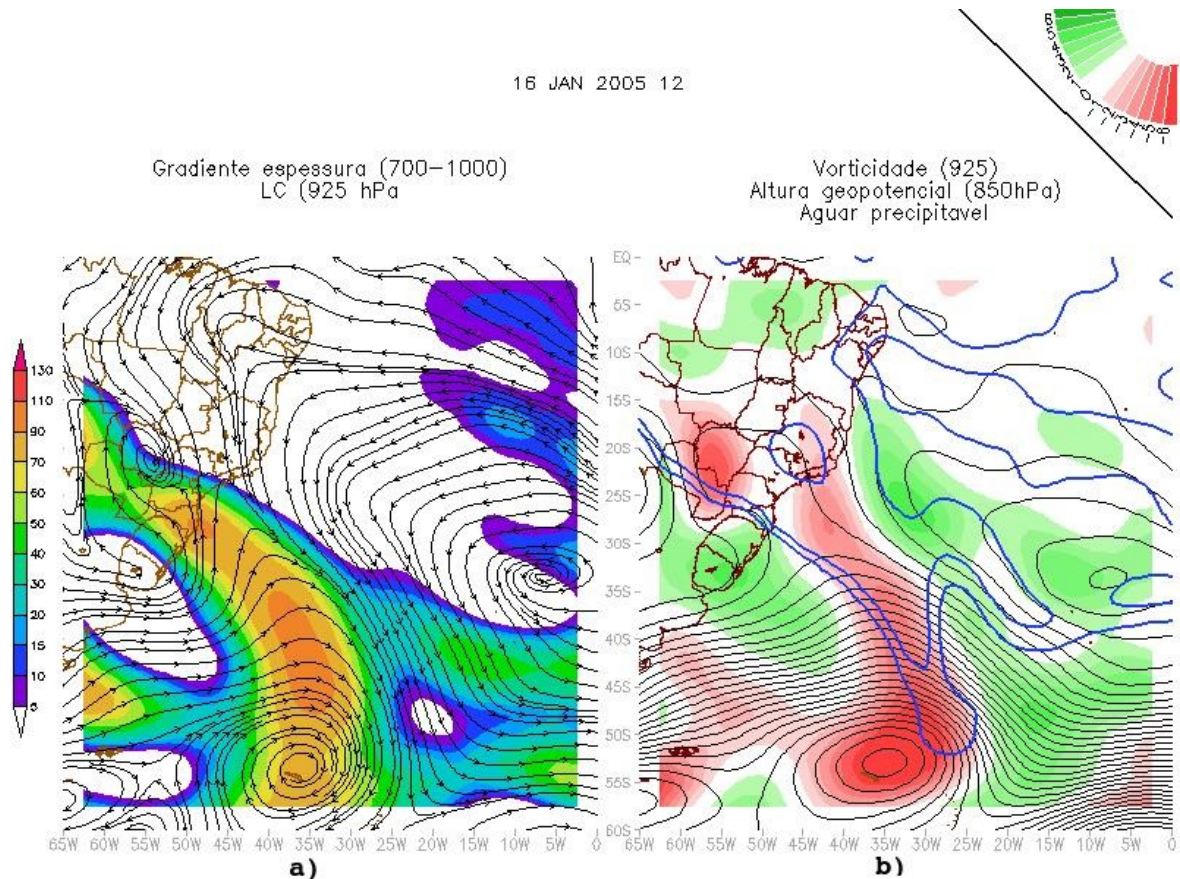 16 JAN 2005 12
Gradiente espessura (700-1000)
LC (925 hPa
Vorticidade (925)
Altura geopotencial (850hPa)
Aguar precipitavel
130
110
90
70
50
50
40
30
20
15
10
EQ
5S
10S
15S
20S
25S
30S
35S
40S
45S
50S
55S
60S
65W 60W 55W 50W 45W 40W 35W 30W 25W 20W 15W 10W 5W 0
65W 60W 55W 50W 45W 40W 35W 30W 25W 20W 15W 10W 5W 0
a)
b)